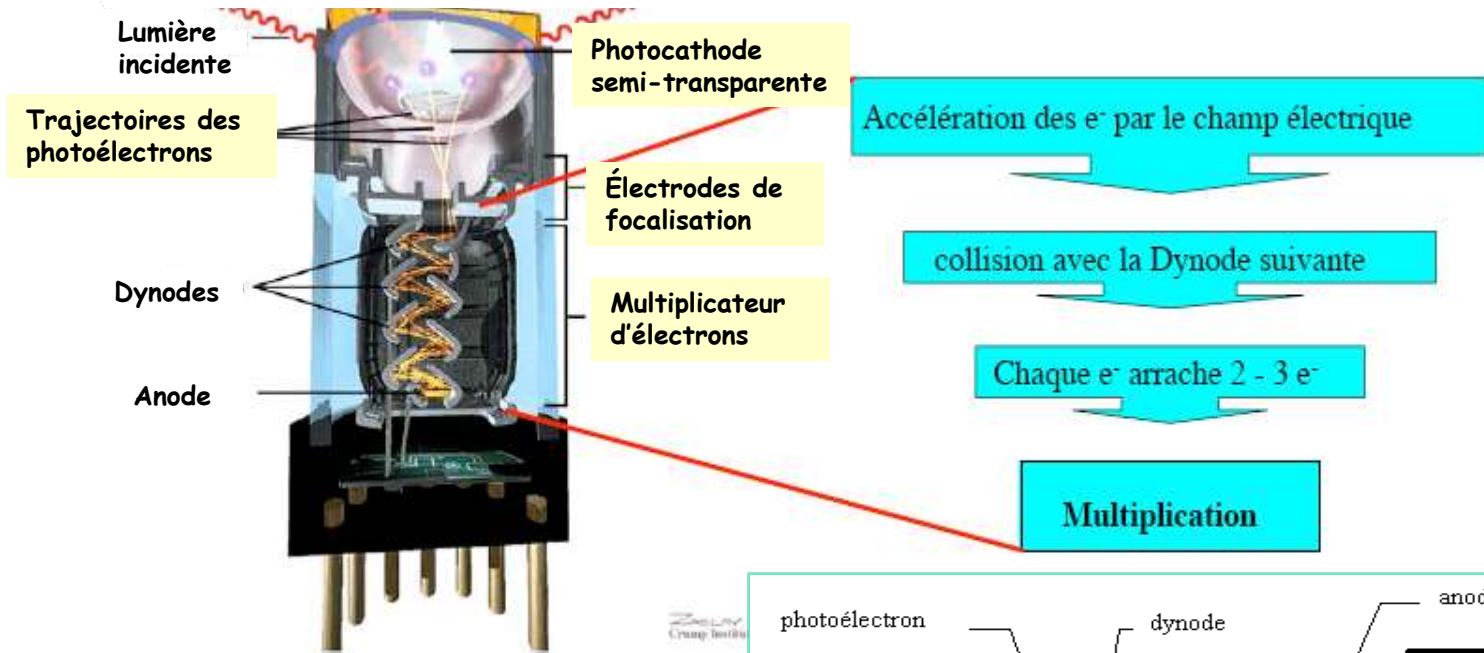 Lumière
incidente
Photocathode
semi-transparente
Trajectoires des
photoélectrons
Électrodes de
focalisation
Dynodes
Multiplicateur
d'électrons
Anode
Accélération des e⁻ par le champ électrique
collision avec la Dynode suivante
Chaque e⁻ arrache 2 - 3 e⁻
Multiplication
Crump
photoélectron
dynode